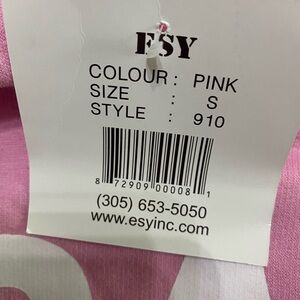 ESY
COLOUR : PINK
SIZE : S
STYLE : 910
8 72909 00008 1
(305) 653-5050
www.esyinc.com